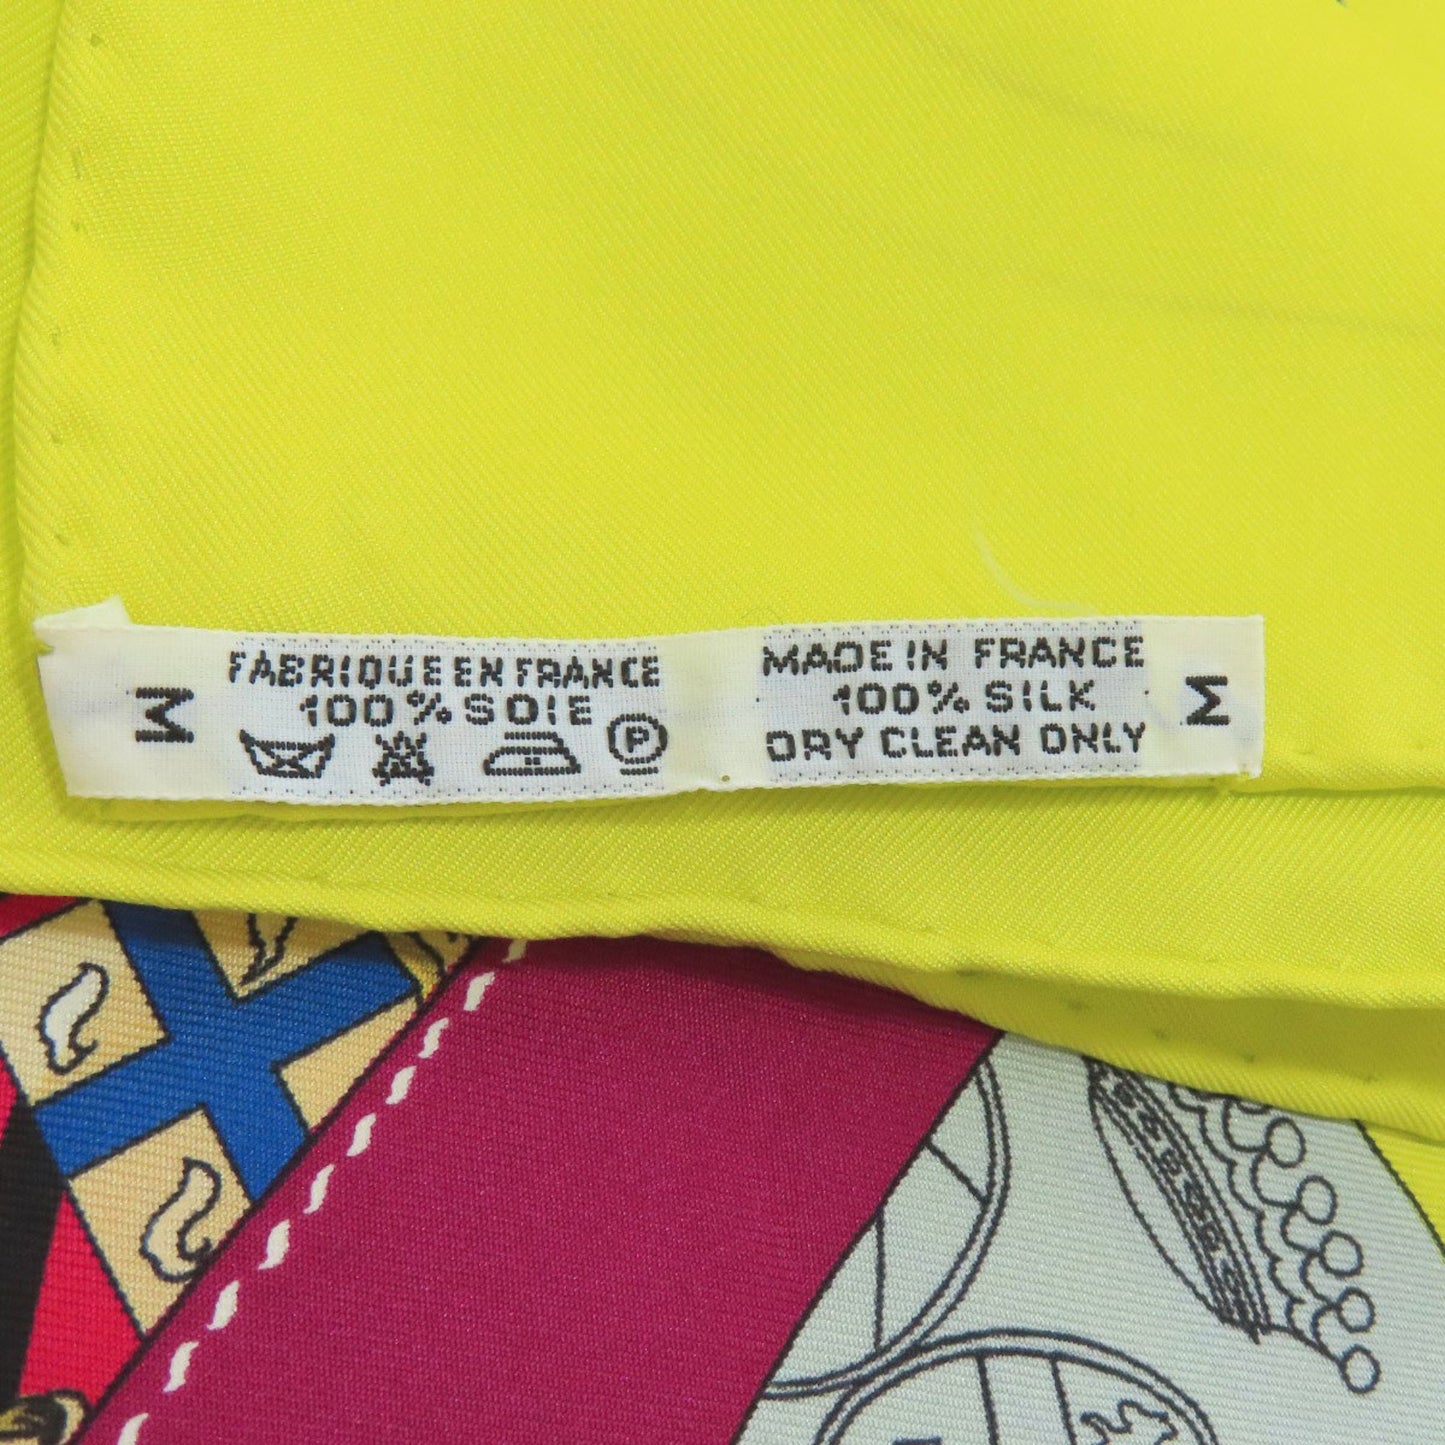 M
FABRIQUE EN FRANCE
100% SOIE
P
MADE IN FRANCE
100% SILK
DRY CLEAN ONLY
M